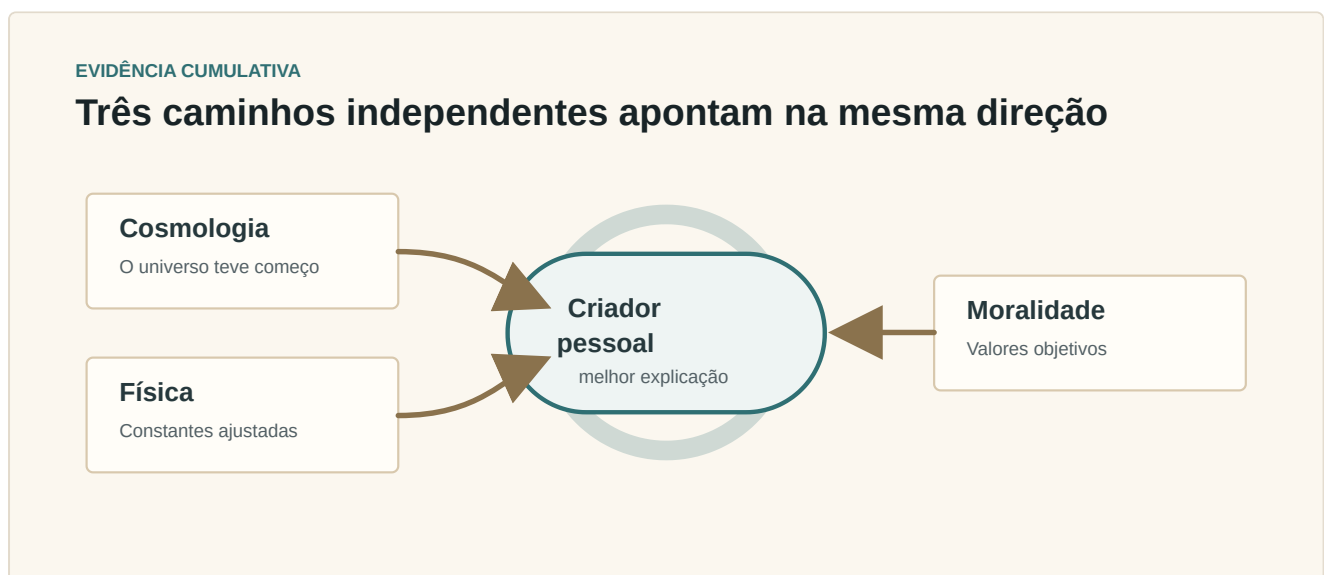 EVIDÊNCIA CUMULATIVA
Três caminhos independentes apontam na mesma direção
Cosmologia
O universo teve começo
Física
Constantes ajustadas
Criador
pessoal
melhor explicação
Moralidade
Valores objetivos